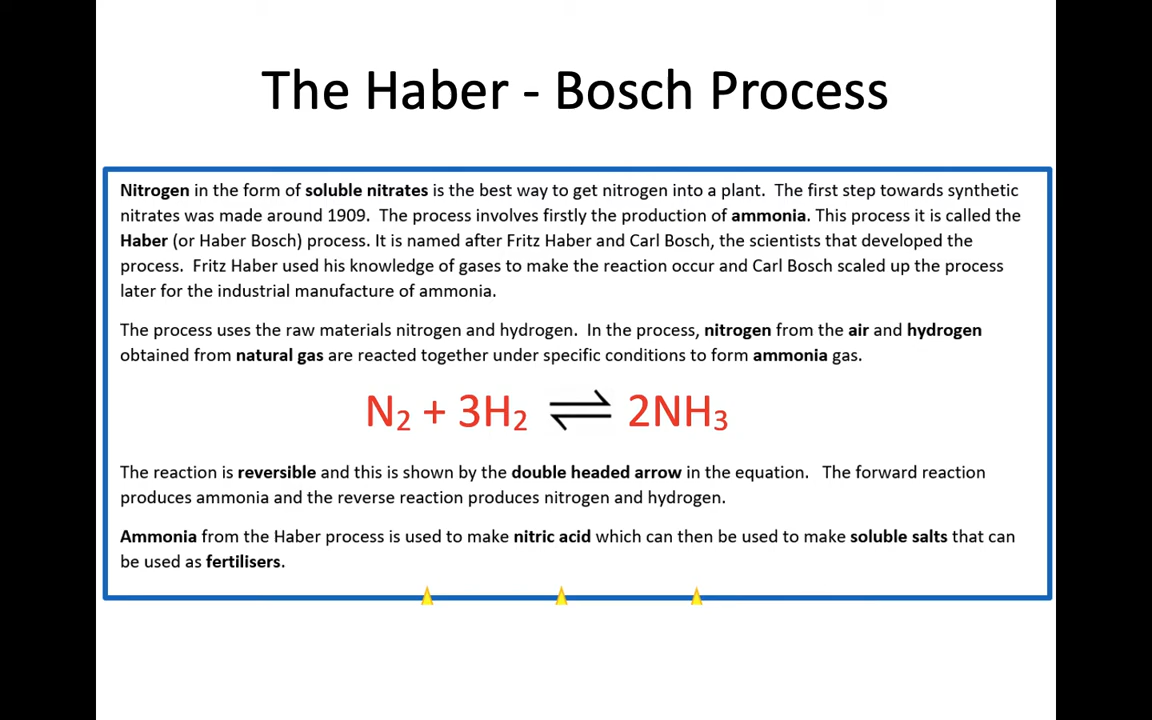 The Haber - Bosch Process
Nitrogen in the form of soluble nitrates is the best way to get nitrogen into a plant.  The first step towards synthetic
nitrates was made around 1909.  The process involves firstly the production of ammonia. This process it is called the
Haber (or Haber Bosch) process. It is named after Fritz Haber and Carl Bosch, the scientists that developed the
process.  Fritz Haber used his knowledge of gases to make the reaction occur and Carl Bosch scaled up the process
later for the industrial manufacture of ammonia.
The process uses the raw materials nitrogen and hydrogen.  In the process, nitrogen from the air and hydrogen
obtained from natural gas are reacted together under specific conditions to form ammonia gas.
N₂ + 3H₂ ⇌ 2NH₃
The reaction is reversible and this is shown by the double headed arrow in the equation.   The forward reaction
produces ammonia and the reverse reaction produces nitrogen and hydrogen.
Ammonia from the Haber process is used to make nitric acid which can then be used to make soluble salts that can
be used as fertilisers.